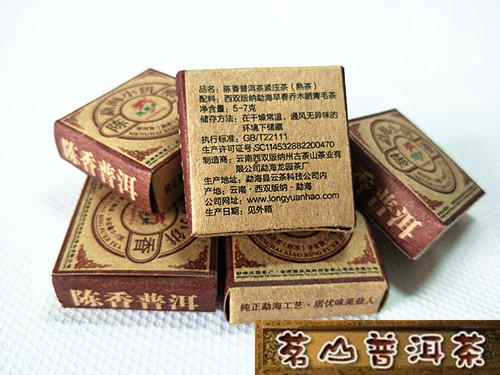 品名：陈香普洱茶紧压茶（熟茶）
配料：西双版纳勐海早春乔木晒青毛茶
净含量：5-7克
储存方法：在干燥常温、通风无异味的
环境下储藏
执行标准：GB/T22111
生产许可证号:SC114532882200470
制造商：云南西双版纳州古茶山茶业有
限公司勐海龙园茶厂
生产地址：勐海县云茶科技公司内
产地：云南·西双版纳·勐海
公司网址：www.longyuanhao.com
生产日期：见外箱
陈香普洱
陈香普洱
纯正勐海工艺·质优味美益人
茗山普洱茶